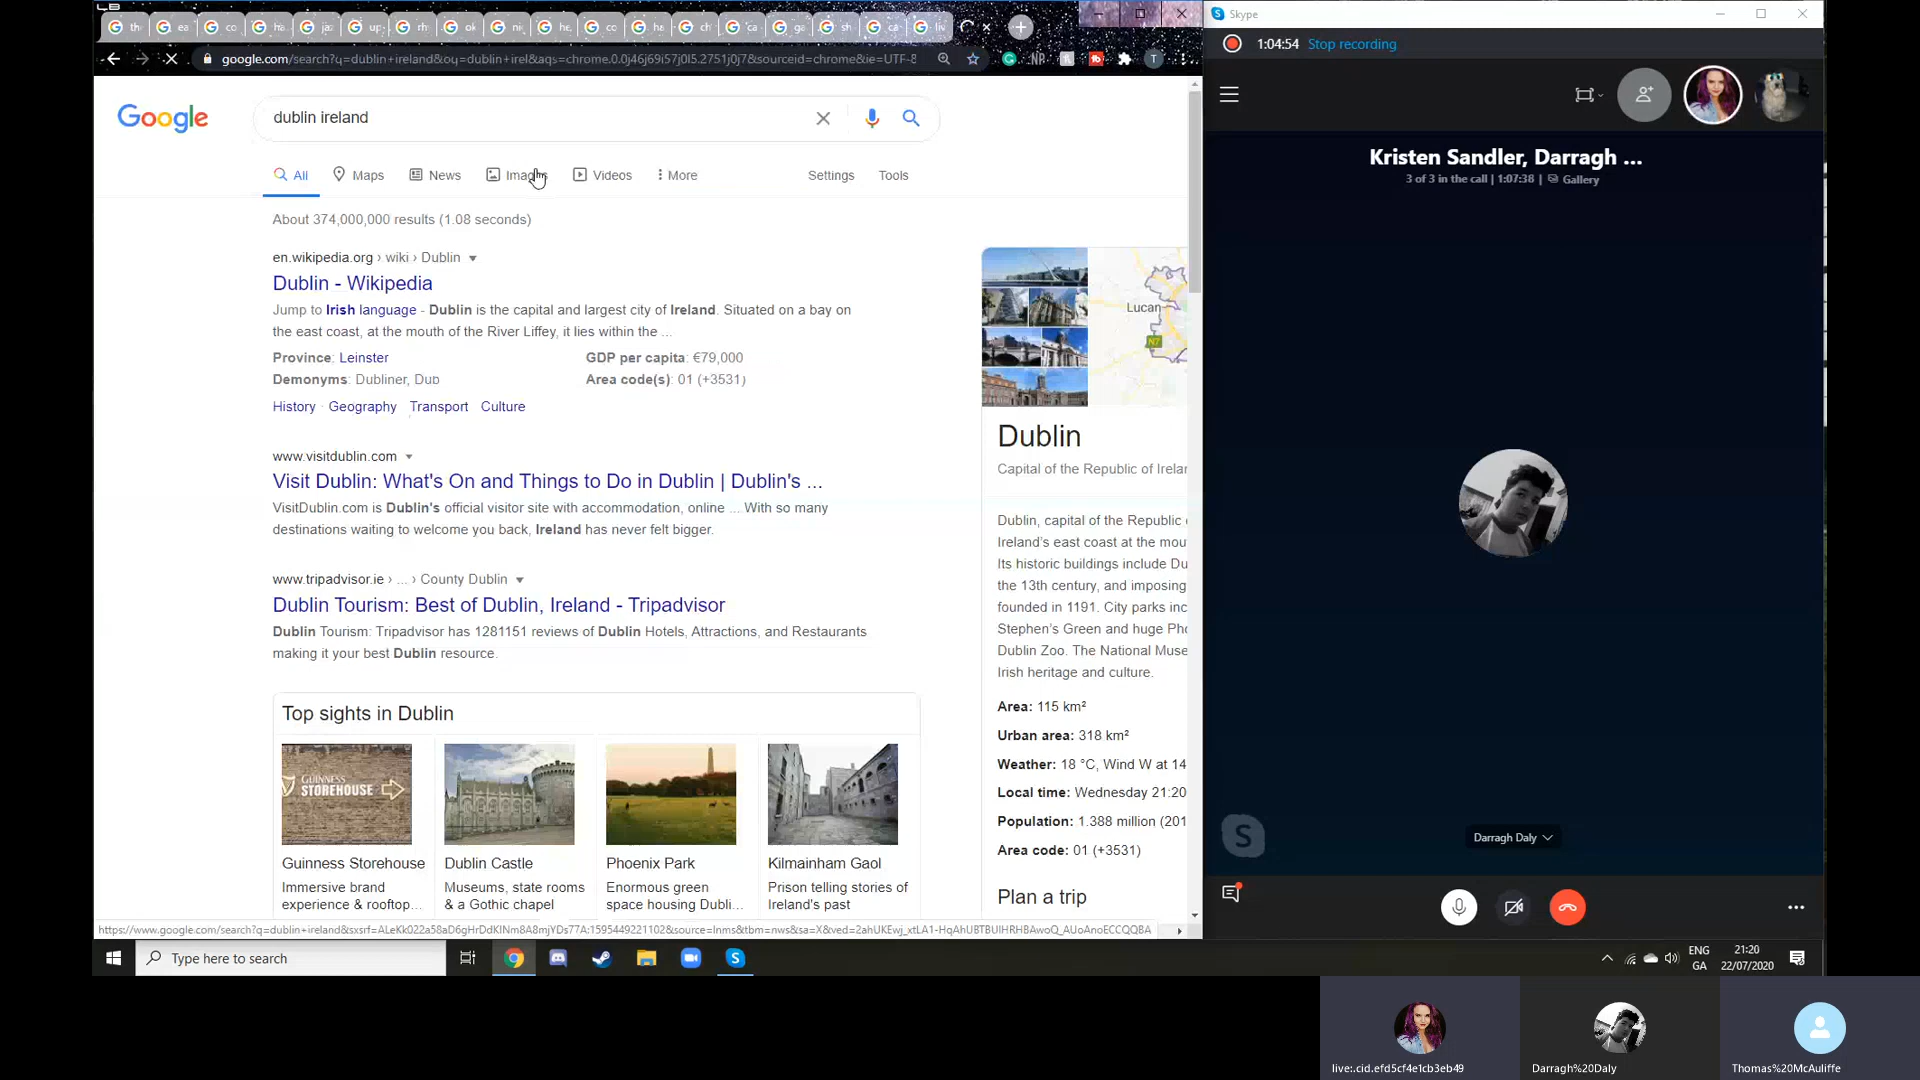 Skype
1:04:54 Stop recording
google.com/search?q=dublin+ireland&oq=dublin+irel&aqs=chrome.0.0j46j69i57j0l5.2751j0j7&sourceid=chrome&ie=UTF-8
Google
dublin ireland
All
Maps
News
Images
Videos
More
Settings
Tools
About 374,000,000 results (1.08 seconds)
en.wikipedia.org › wiki › Dublin
Dublin - Wikipedia
Jump to Irish language - Dublin is the capital and largest city of Ireland. Situated on a bay on
the east coast, at the mouth of the River Liffey, it lies within the ...
Province: Leinster
GDP per capita: €79,000
Demonyms: Dubliner, Dub
Area code(s): 01 (+3531)
History · Geography · Transport · Culture
www.visitdublin.com
Visit Dublin: What's On and Things to Do in Dublin | Dublin's ...
VisitDublin.com is Dublin's official visitor site with accommodation, online ... With so many
destinations waiting to welcome you back, Ireland has never felt bigger.
www.tripadvisor.ie › ... › County Dublin
Dublin Tourism: Best of Dublin, Ireland - Tripadvisor
Dublin Tourism: Tripadvisor has 1281151 reviews of Dublin Hotels, Attractions, and Restaurants
making it your best Dublin resource.
Top sights in Dublin
GUINNESS
STOREHOUSE
Guinness Storehouse
Immersive brand
experience & rooftop...
Dublin Castle
Museums, state rooms
& a Gothic chapel
Phoenix Park
Enormous green
space housing Dubli...
Kilmainham Gaol
Prison telling stories of
Ireland's past
Lucan
N7
Dublin
Capital of the Republic of Irelan
Dublin, capital of the Republic
Ireland's east coast at the mou
Its historic buildings include Du
the 13th century, and imposing
founded in 1191. City parks inc
Stephen's Green and huge Pho
Dublin Zoo. The National Muse
Irish heritage and culture.
Area: 115 km²
Urban area: 318 km²
Weather: 18 °C, Wind W at 14
Local time: Wednesday 21:20
Population: 1.388 million (201
Area code: 01 (+3531)
Plan a trip
Kristen Sandler, Darragh ...
3 of 3 in the call | 1:07:38 | Gallery
Darragh Daly
Type here to search
ENG
GA
21:20
22/07/2020
live:.cid.efd5cf4e1cb3eb49
Darragh%20Daly
Thomas%20McAuliffe